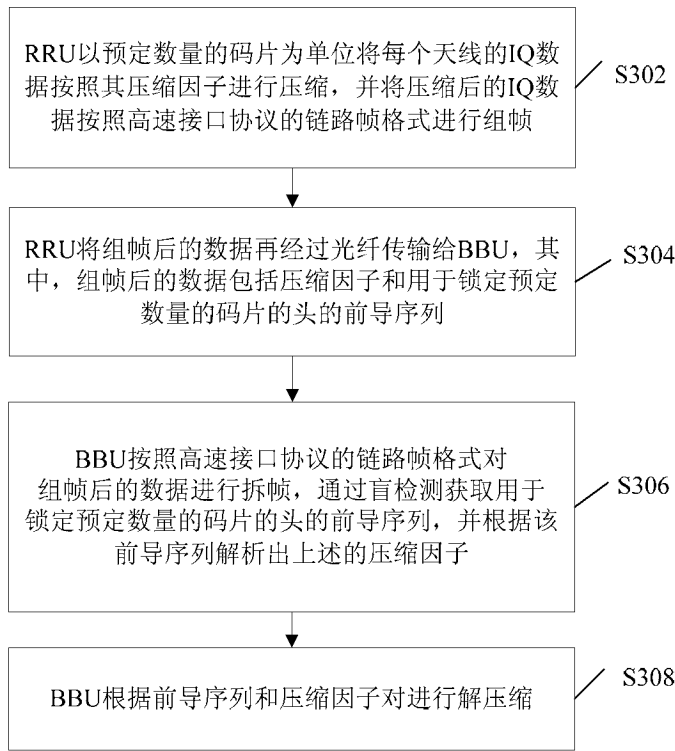 RRU以预定数量的码片为单位将每个天线的IQ数
据按照其压缩因子进行压缩，并将压缩后的IQ数
据按照高速接口协议的链路帧格式进行组帧
S302
RRU将组帧后的数据再经过光纤传输给BBU，其
中，组帧后的数据包括压缩因子和用于锁定预定
数量的码片的头的前导序列
S304
BBU按照高速接口协议的链路帧格式对
组帧后的数据进行拆帧，通过盲检测获取用于
锁定预定数量的码片的头的前导序列，并根据该
前导序列解析出上述的压缩因子
S306
BBU根据前导序列和压缩因子对进行解压缩
S308